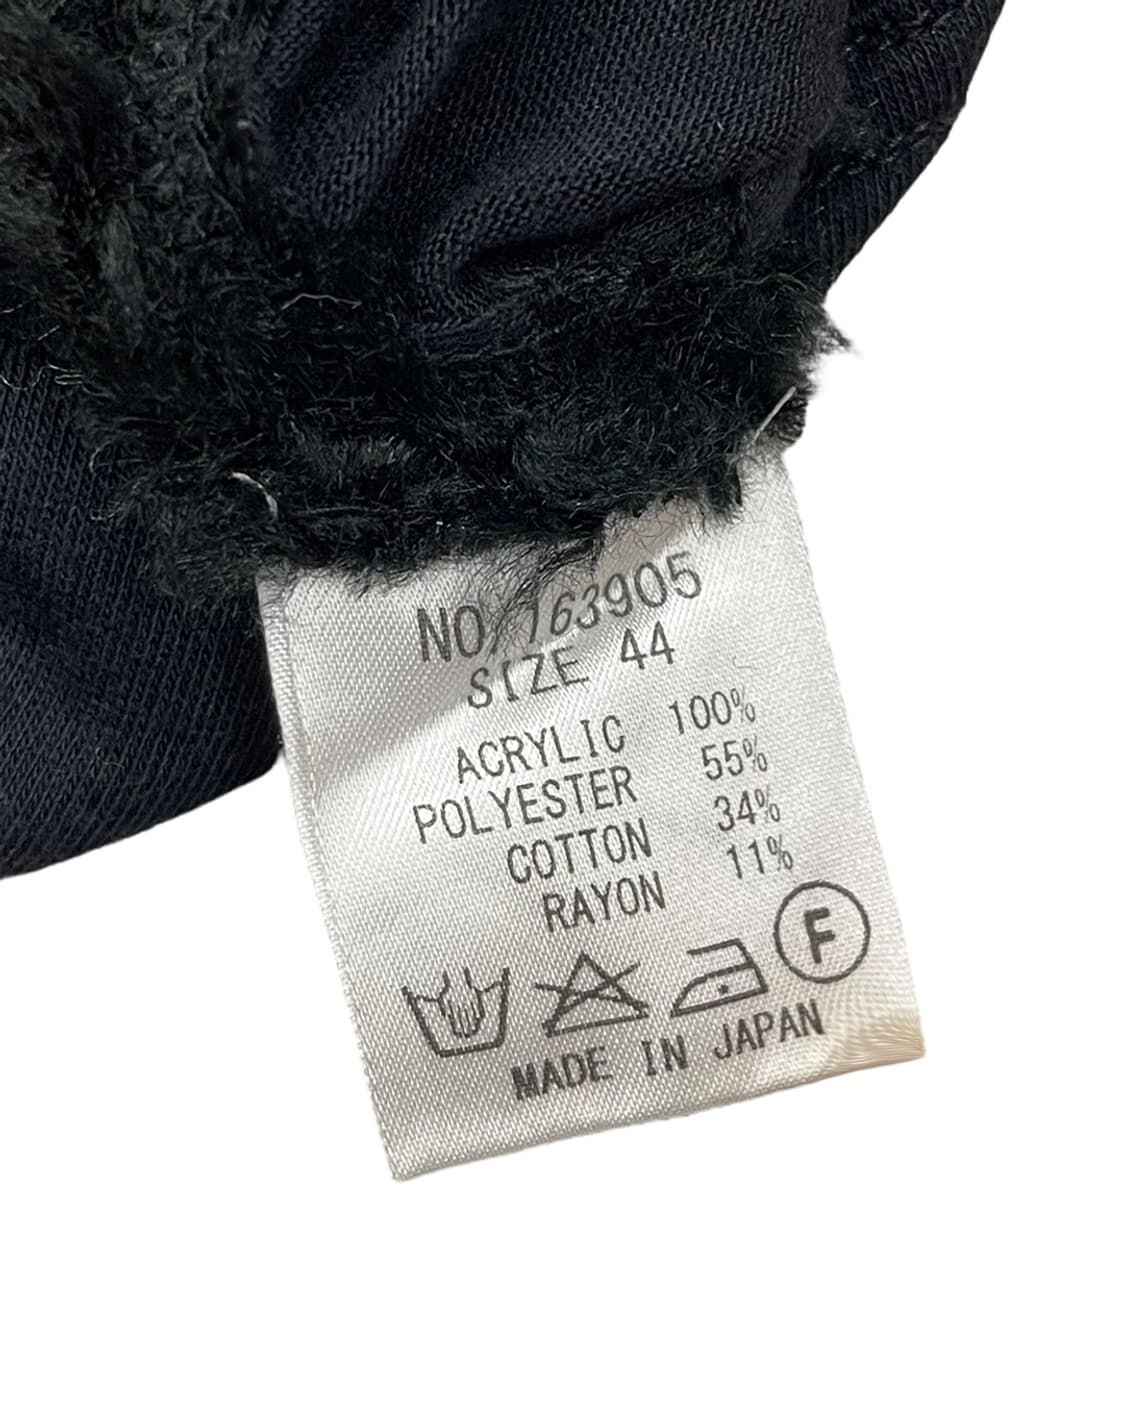 NO/163905
SIZE 44
ACRYLIC 100%
POLYESTER 55%
COTTON 34%
RAYON 11%
F
MADE IN JAPAN